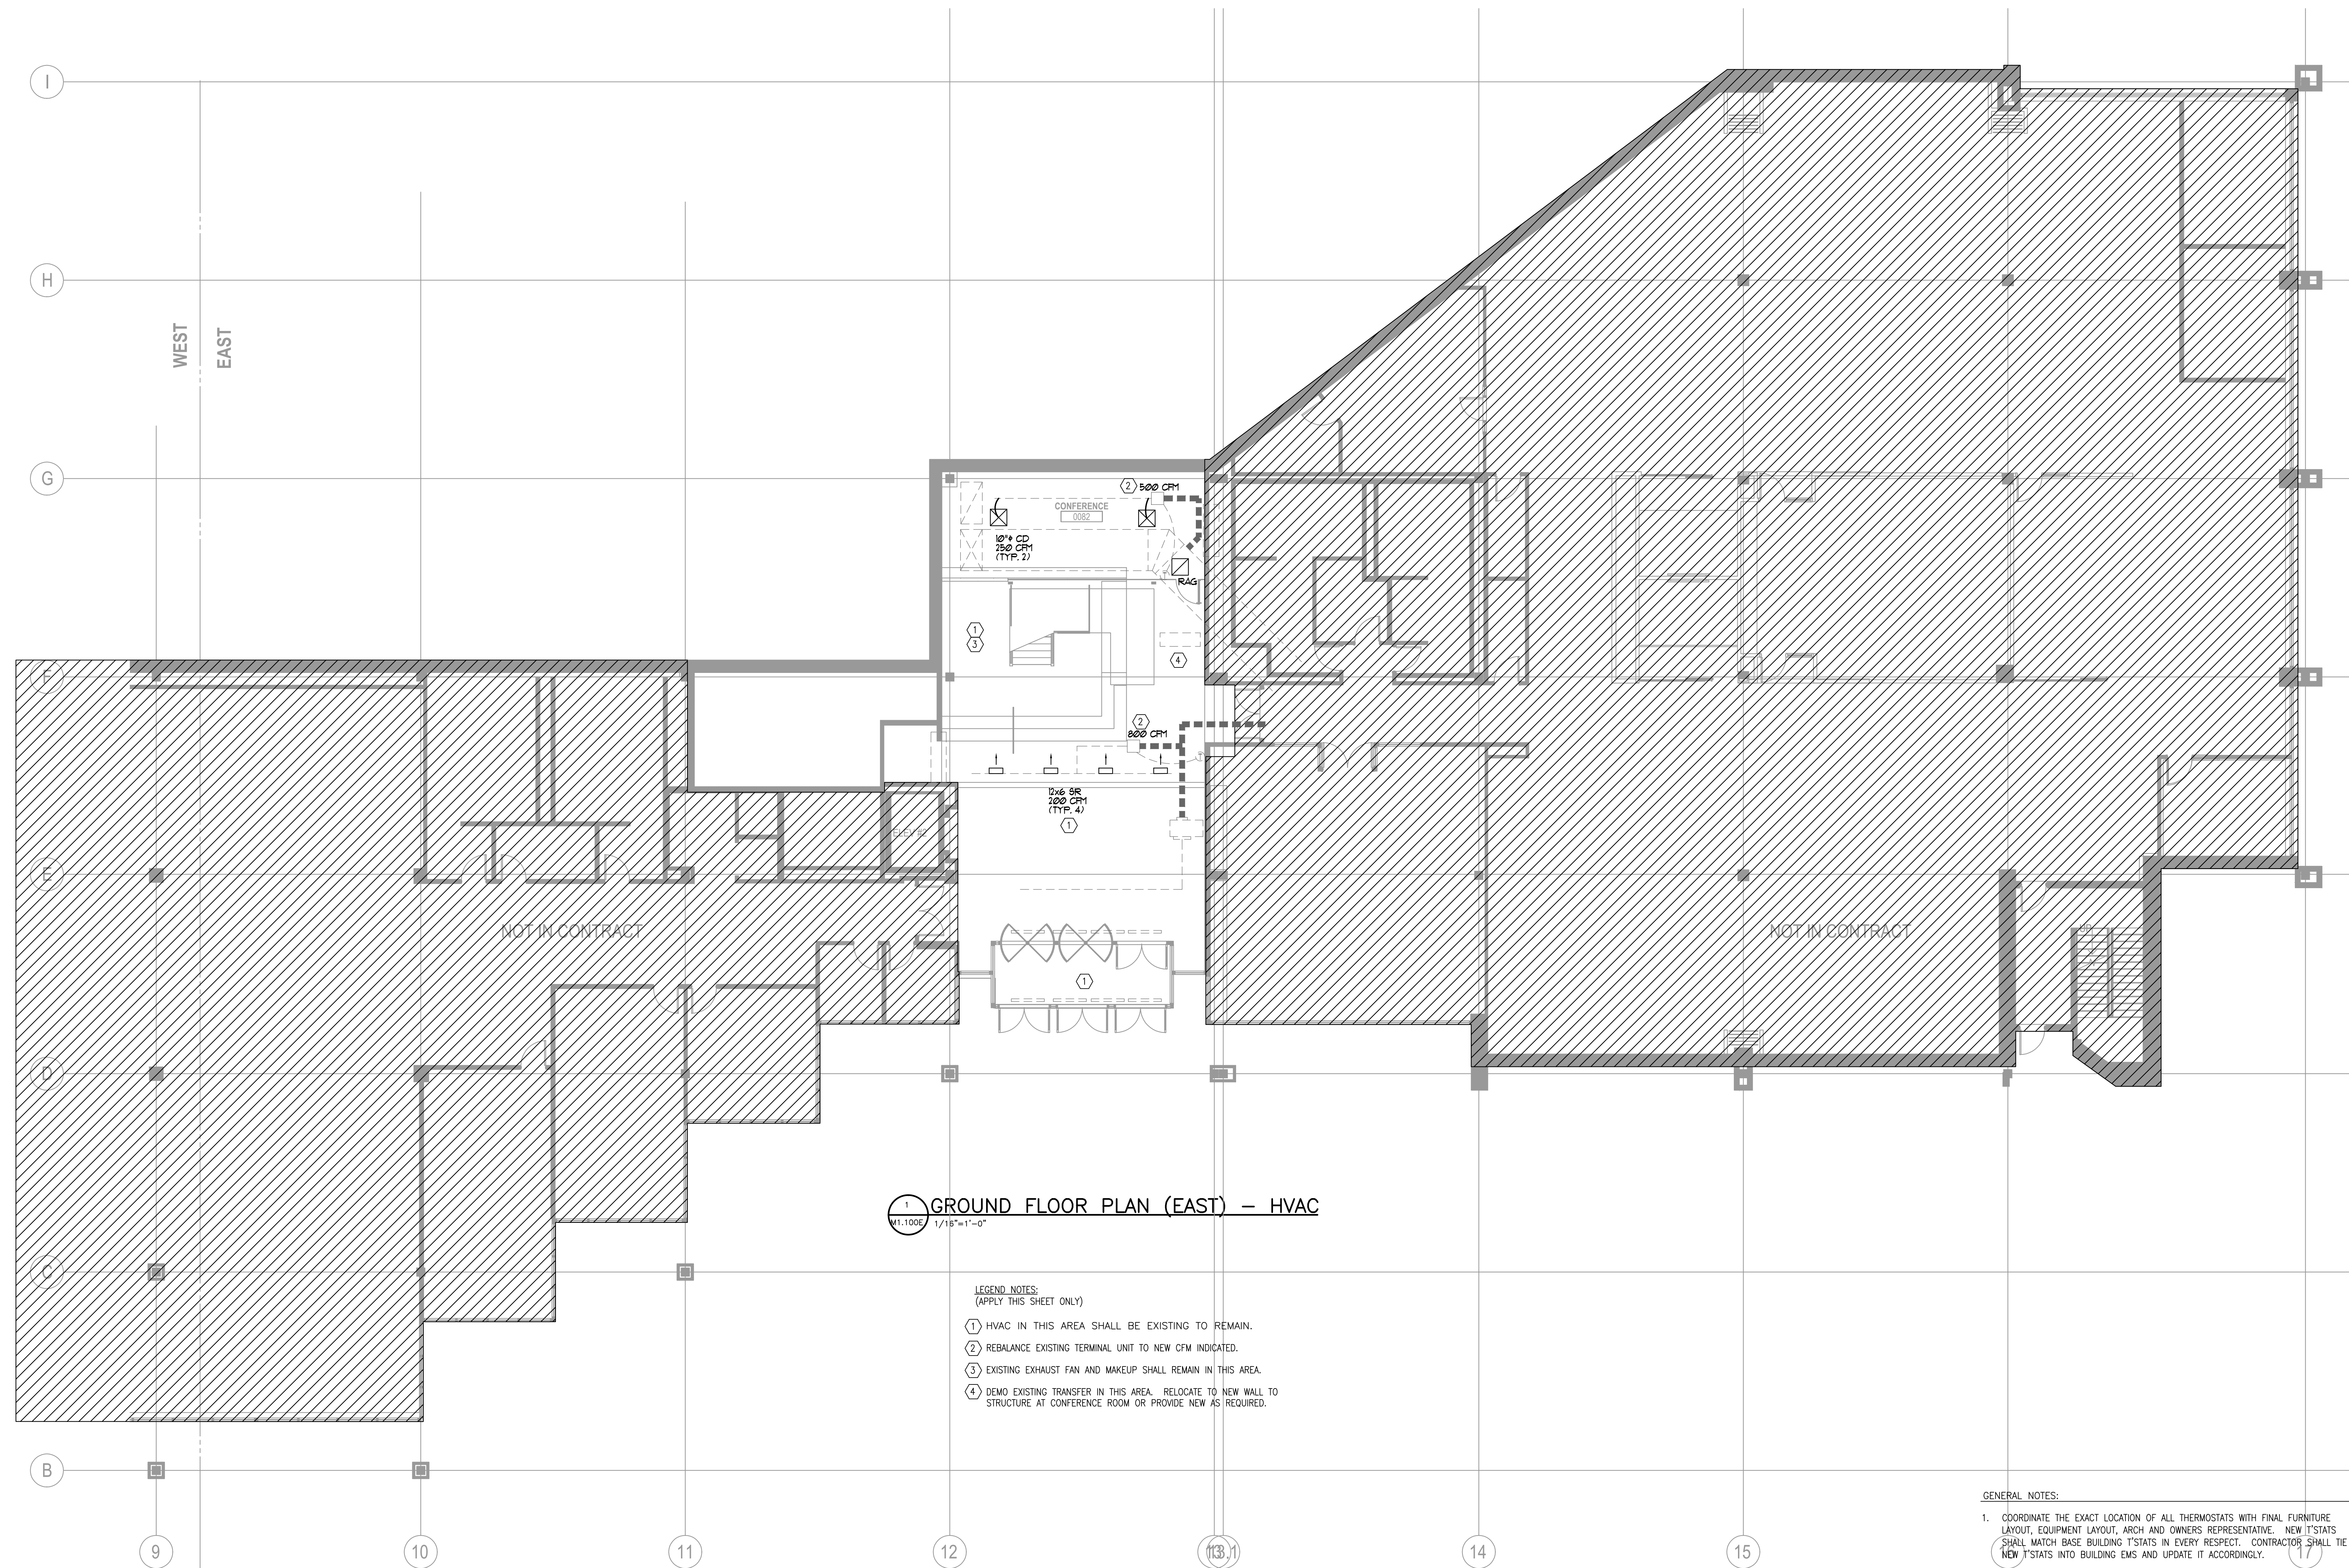 I
H
WEST
EAST
G
2 500 CFM
CONFERENCE
0082
10"ϕ CD
250 CFM
(TYP. 2)
RAG
1
3
4
F
2
800 CFM
12x6 SR
200 CFM
(TYP. 4)
1
ELEV #2
E
NOT IN CONTRACT
NOT IN CONTRACT
UP
1
D
1
M1.100E
GROUND FLOOR PLAN (EAST) – HVAC
1/16"=1'-0"
C
LEGEND NOTES:
(APPLY THIS SHEET ONLY)
1 HVAC IN THIS AREA SHALL BE EXISTING TO REMAIN.
2 REBALANCE EXISTING TERMINAL UNIT TO NEW CFM INDICATED.
3 EXISTING EXHAUST FAN AND MAKEUP SHALL REMAIN IN THIS AREA.
4 DEMO EXISTING TRANSFER IN THIS AREA. RELOCATE TO NEW WALL TO
STRUCTURE AT CONFERENCE ROOM OR PROVIDE NEW AS REQUIRED.
B
GENERAL NOTES:
1. COORDINATE THE EXACT LOCATION OF ALL THERMOSTATS WITH FINAL FURNITURE
LAYOUT, EQUIPMENT LAYOUT, ARCH AND OWNERS REPRESENTATIVE. NEW T'STATS
SHALL MATCH BASE BUILDING T'STATS IN EVERY RESPECT. CONTRACTOR SHALL TIE
NEW T'STATS INTO BUILDING EMS AND UPDATE IT ACCORDINGLY.
9 10 11 12 13 13.1 14 15 16 17